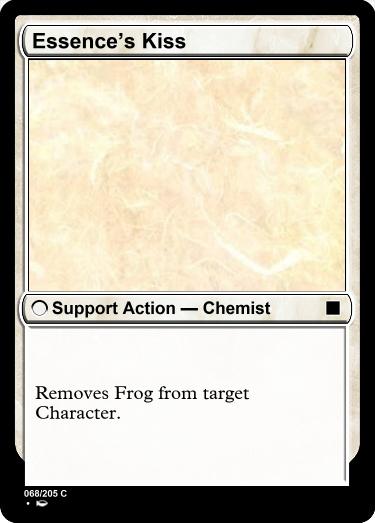 Essence's Kiss
Support Action — Chemist
Removes Frog from target
Character.
068/205 C